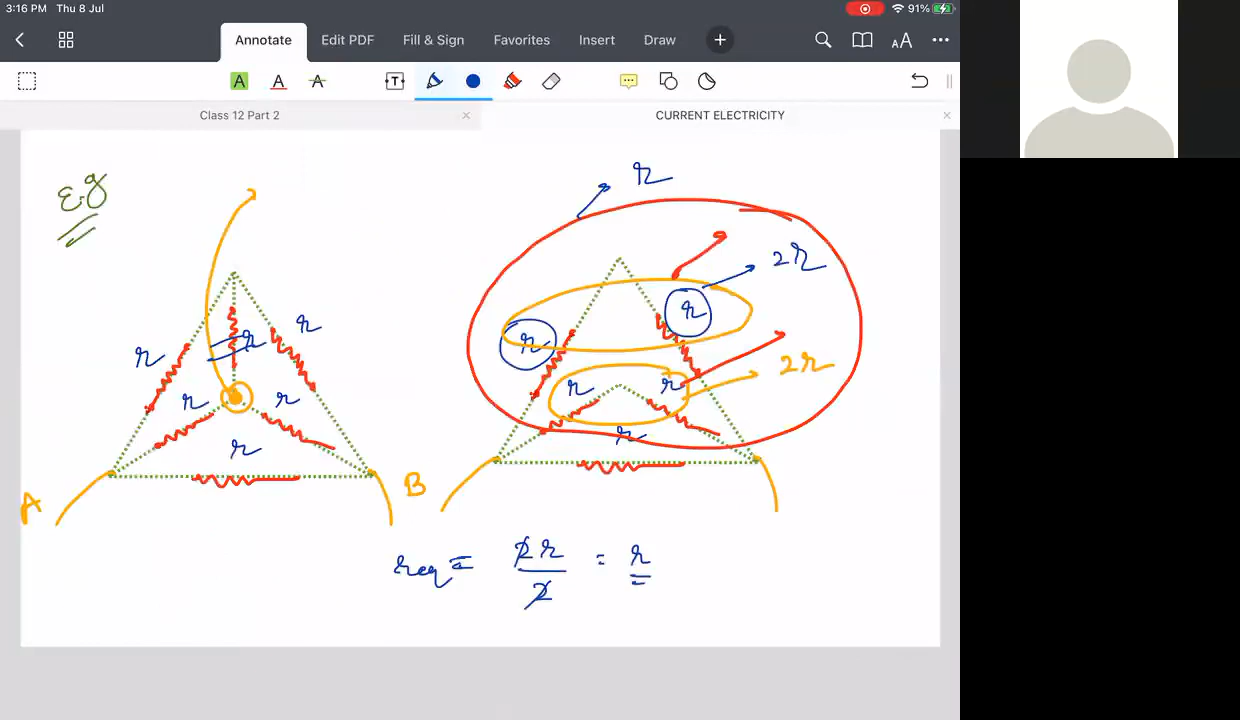 3:16 PM Thu 8 Jul
91%
Annotate Edit PDF Fill & Sign Favorites Insert Draw
Class 12 Part 2
CURRENT ELECTRICITY
E.g
r
2r
r r r
r r
r r r r 2r
r r
A B
req = 2r/2 = r